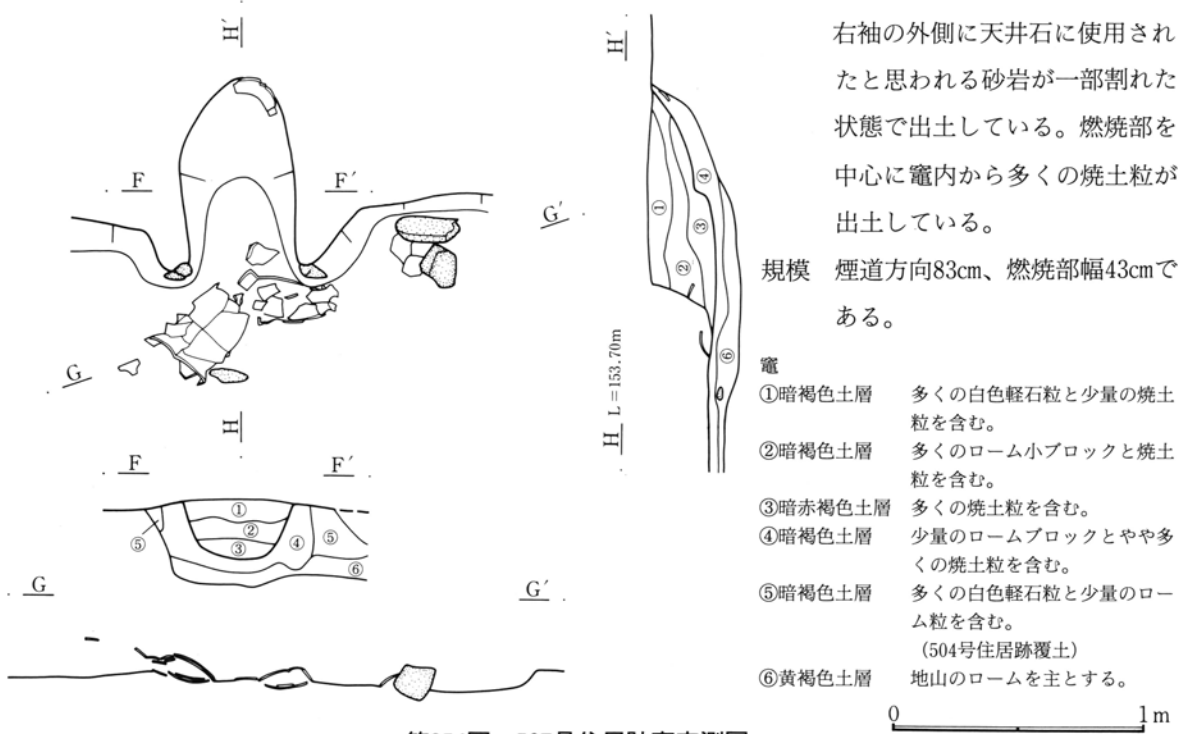 右袖の外側に天井石に使用され
たと思われる砂岩が一部割れた
状態で出土している。燃焼部を
中心に竈内から多くの焼土粒が
出土している。
規模 煙道方向83㎝、燃焼部幅43㎝で
ある。
竈
①暗褐色土層 多くの白色軽石粒と少量の焼土
粒を含む。
②暗褐色土層 多くのローム小ブロックと焼土
粒を含む。
③暗赤褐色土層 多くの焼土粒を含む。
④暗褐色土層 少量のロームブロックとやや多
くの焼土粒を含む。
⑤暗褐色土層 多くの白色軽石粒と少量のロー
ム粒を含む。
(504号住居跡覆土)
⑥黄褐色土層 地山のロームを主とする。
0 1m
H′
F F′
G′
G
H
H′
①
④
③
②
⑥
H L=153.70m
F F′
①
②
③
④
⑤
⑤
⑥
G G′